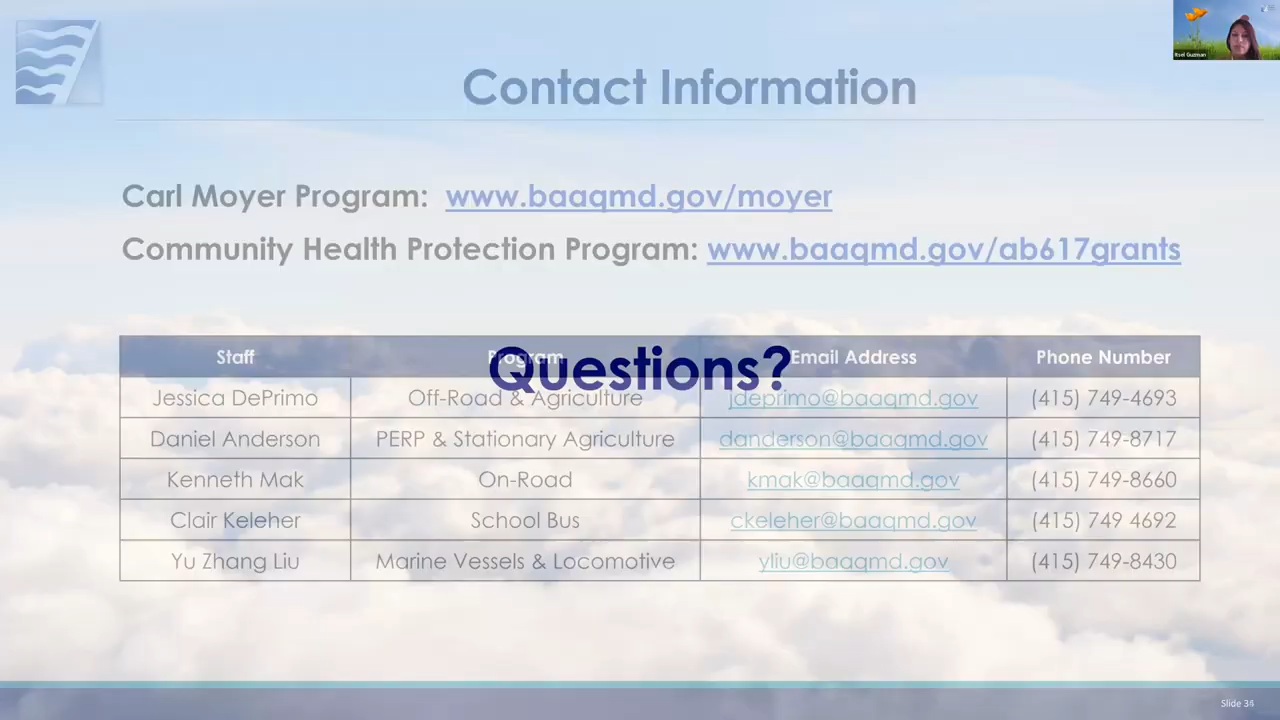 Itsel Guzman
Contact Information
Carl Moyer Program: www.baaqmd.gov/moyer
Community Health Protection Program: www.baaqmd.gov/ab617grants
Questions?
Staff Program Email Address Phone Number
Jessica DePrimo Off-Road & Agriculture jdeprimo@baaqmd.gov (415) 749-4693
Daniel Anderson PERP & Stationary Agriculture danderson@baaqmd.gov (415) 749-8717
Kenneth Mak On-Road kmak@baaqmd.gov (415) 749-8660
Clair Keleher School Bus ckeleher@baaqmd.gov (415) 749 4692
Yu Zhang Liu Marine Vessels & Locomotive yliu@baaqmd.gov (415) 749-8430
Slide